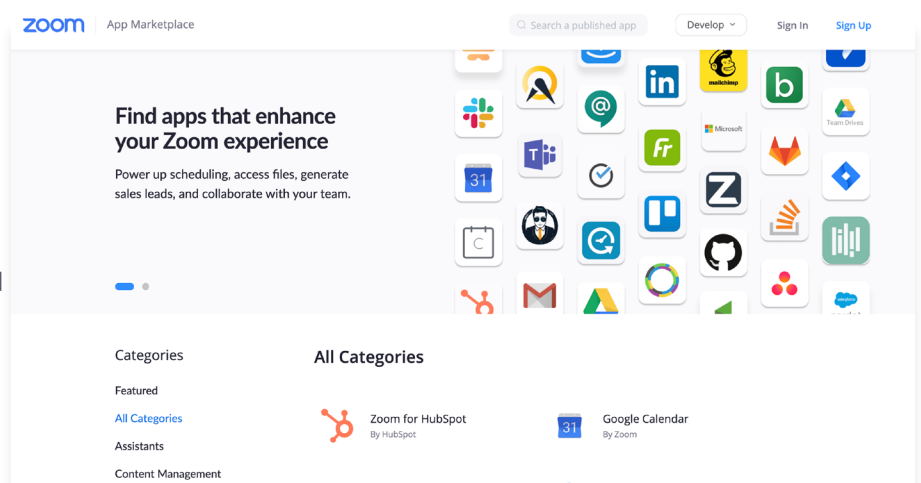 zoom
App Marketplace
Search a published app
Develop
Sign In
Sign Up
Find apps that enhance
your Zoom experience
Power up scheduling, access files, generate
sales leads, and collaborate with your team.
in
mailchimp
b
Team Drives
Microsoft
Fr
T
31
Z
C
Categories
All Categories
Featured
All Categories
Assistants
Content Management
Zoom for HubSpot
By HubSpot
31
Google Calendar
By Zoom